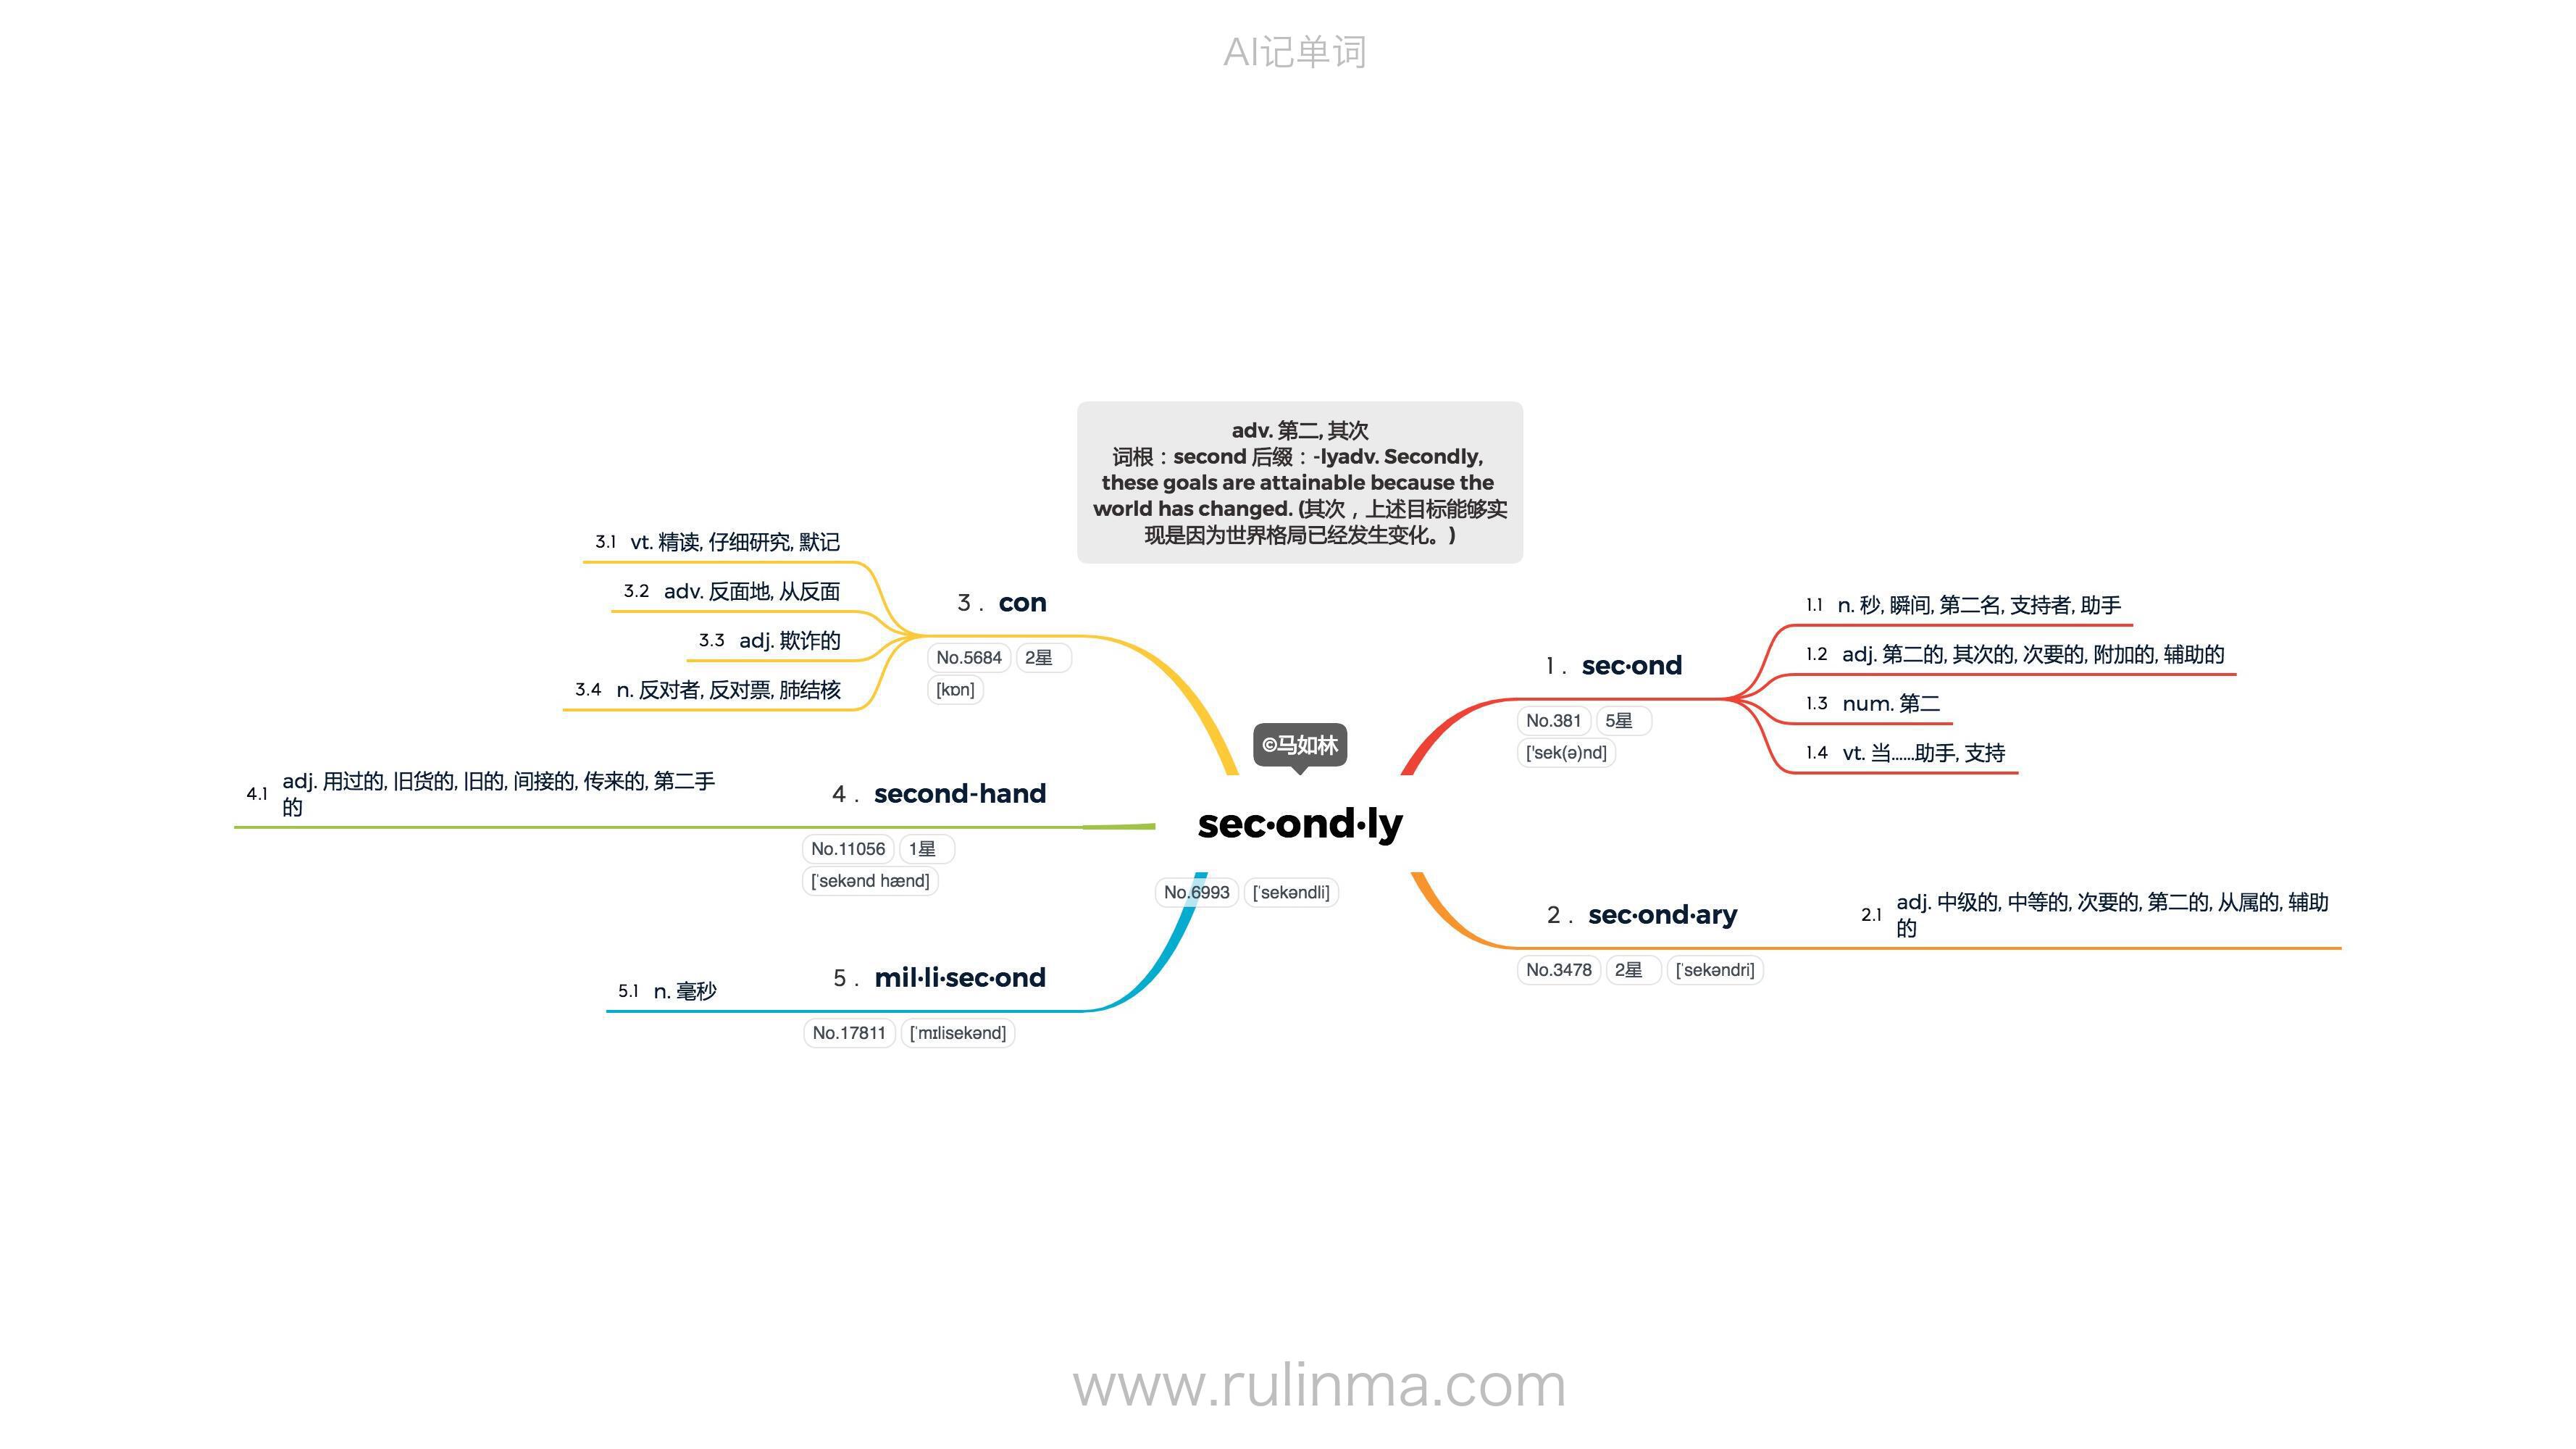 AI记单词
adv. 第二, 其次
词根：second 后缀：-lyadv. Secondly,
these goals are attainable because the
world has changed. (其次，上述目标能够实
现是因为世界格局已经发生变化。)
©马如林
sec·ond·ly
No.6993 [ˈsekəndli]
1. sec·ond
No.381 5星
['sek(ə)nd]
1.1 n. 秒, 瞬间, 第二名, 支持者, 助手
1.2 adj. 第二的, 其次的, 次要的, 附加的, 辅助的
1.3 num. 第二
1.4 vt. 当……助手, 支持
2. sec·ond·ary
No.3478 2星 [ˈsekəndri]
2.1 adj. 中级的, 中等的, 次要的, 第二的, 从属的, 辅助
的
3. con
No.5684 2星
[kɒn]
3.1 vt. 精读, 仔细研究, 默记
3.2 adv. 反面地, 从反面
3.3 adj. 欺诈的
3.4 n. 反对者, 反对票, 肺结核
4. second-hand
No.11056 1星
[ˈsekənd hænd]
4.1 adj. 用过的, 旧货的, 旧的, 间接的, 传来的, 第二手
的
5. mil·li·sec·ond
No.17811 [ˈmɪlisekənd]
5.1 n. 毫秒
www.rulinma.com